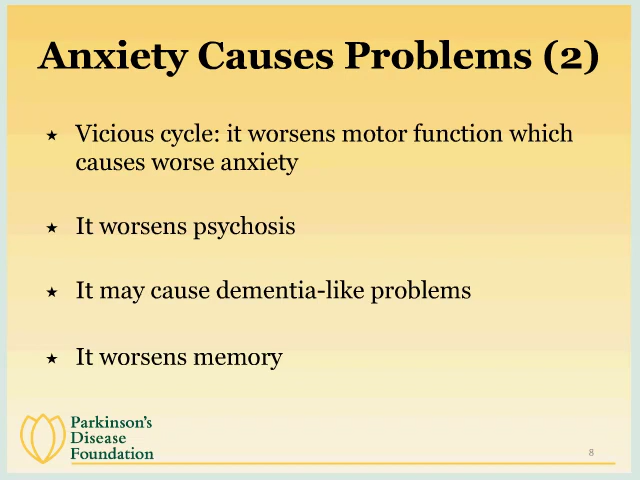 Anxiety Causes Problems (2)
★ Vicious cycle: it worsens motor function which
causes worse anxiety
★ It worsens psychosis
★ It may cause dementia-like problems
★ It worsens memory
Parkinson's
Disease
Foundation
8